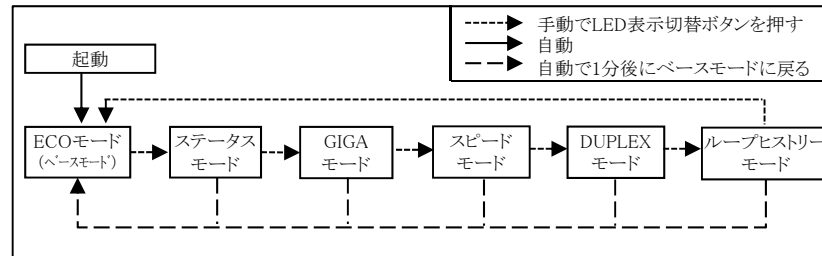 手動でLED表示切替ボタンを押す
自動
自動で1分後にベースモードに戻る
起動
ECOモード
(ベースモード)
ステータス
モード
GIGA
モード
スピード
モード
DUPLEX
モード
ループヒストリー
モード